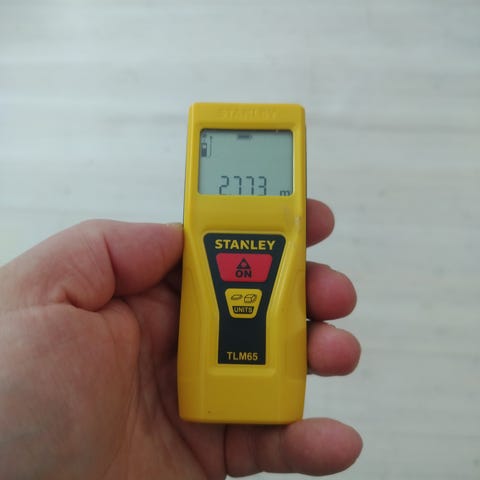 STANLEY
2.773 m
STANLEY
ON
UNITS
TLM65